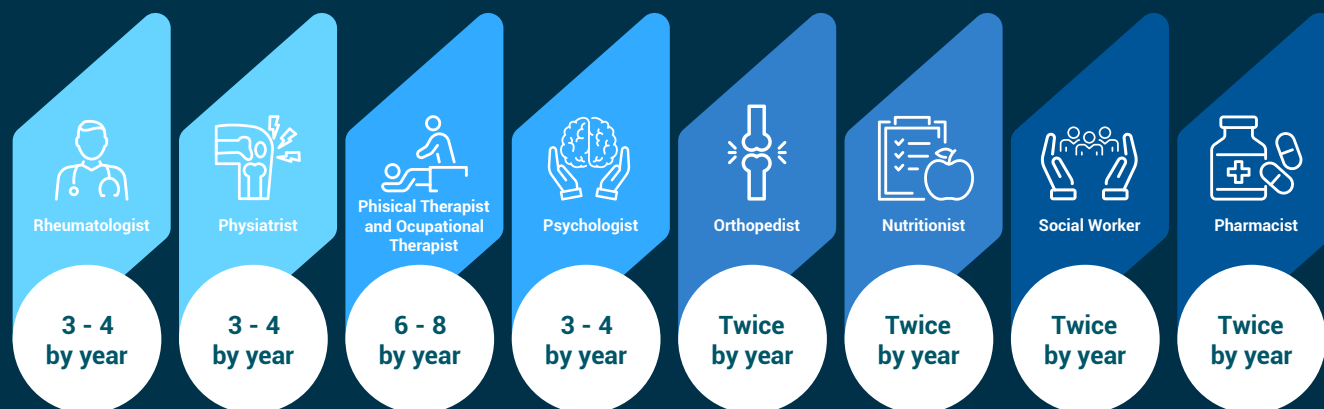 Rheumatologist
3 - 4
by year
Physiatrist
3 - 4
by year
Phisical Therapist
and Ocupational
Therapist
6 - 8
by year
Psychologist
3 - 4
by year
Orthopedist
Twice
by year
Nutritionist
Twice
by year
Social Worker
Twice
by year
Pharmacist
Twice
by year